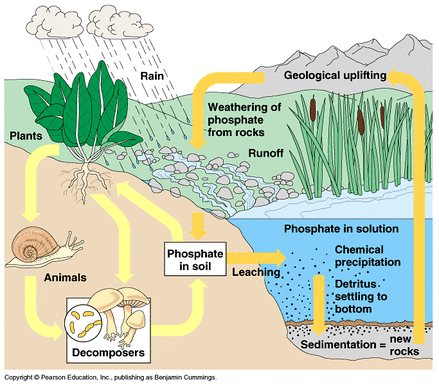 Rain
Geological uplifting
Weathering of
phosphate
from rocks
Plants
Runoff
Phosphate in solution
Phosphate
in soil
Chemical
precipitation
Leaching
Animals
Detritus
settling to
bottom
Decomposers
Sedimentation = new
rocks
Copyright © Pearson Education, Inc., publishing as Benjamin Cummings.